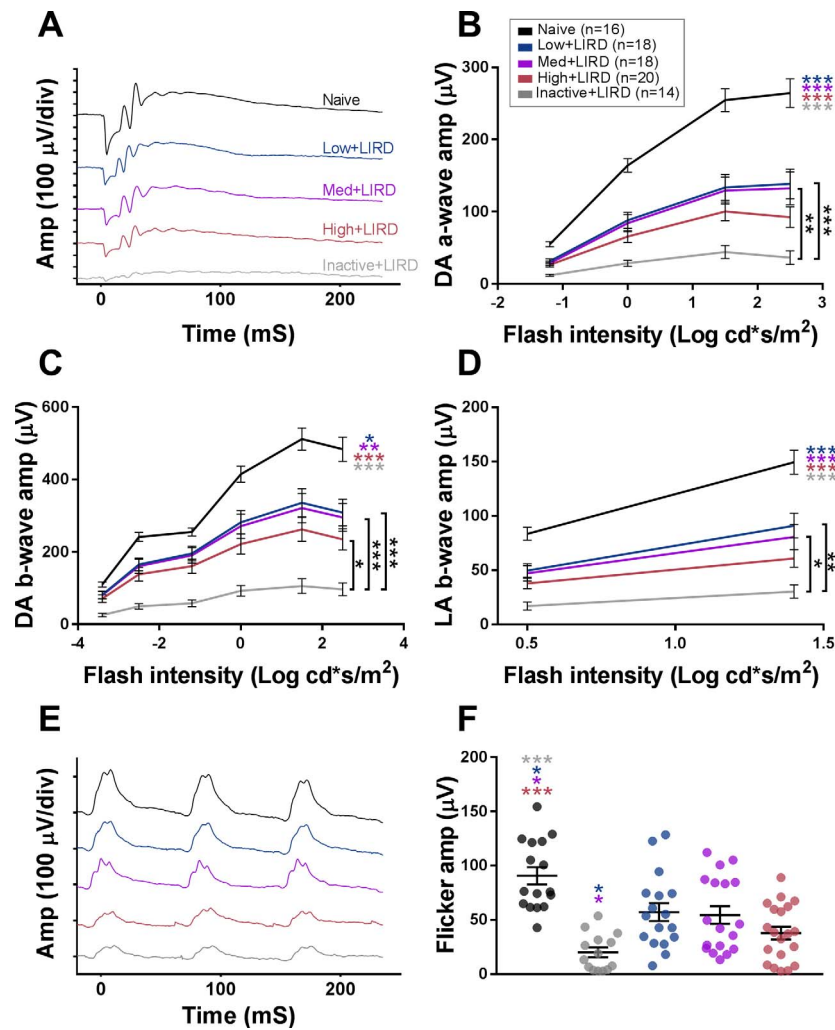 A
Amp (100 μV/div)
Naive
Low+LIRD
Med+LIRD
High+LIRD
Inactive+LIRD
0
100
200
Time (mS)
B
Naive (n=16)
Low+LIRD (n=18)
Med+LIRD (n=18)
High+LIRD (n=20)
Inactive+LIRD (n=14)
DA a-wave amp (μV)
300
200
100
0
-2
-1
0
1
2
3
***
***
***
***
**
***
Flash intensity (Log cd*s/m²)
C
DA b-wave amp (μV)
600
400
200
0
-4
-2
0
2
4
*
**
***
***
*
***
***
Flash intensity (Log cd*s/m²)
D
LA b-wave amp (μV)
200
150
100
50
0
0.5
1.0
1.5
***
***
***
***
*
**
Flash intensity (Log cd*s/m²)
E
Amp (100 μV/div)
0
100
200
Time (mS)
F
Flicker amp (μV)
200
150
100
50
0
***
*
*
***
*
*